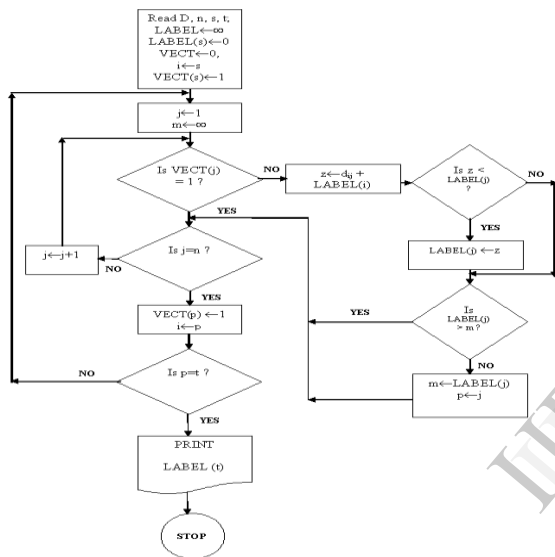 Read D, n, s, t,
LABEL←∞
LABEL(s)←0
VECT←0,
i←s
VECT(s)←1
j←1
m←∞
Is VECT(j)
= 1 ?
NO
z←dij +
LABEL(i)
Is z <
LABEL(j)
?
NO
YES
YES
LABEL(j) ←z
j←j+1
NO
Is j=n ?
YES
Is
LABEL(j)
> m?
YES
VECT(p) ←1
i←p
NO
m←LABEL(j)
p←j
NO
Is p=t ?
YES
PRINT
LABEL (t)
STOP